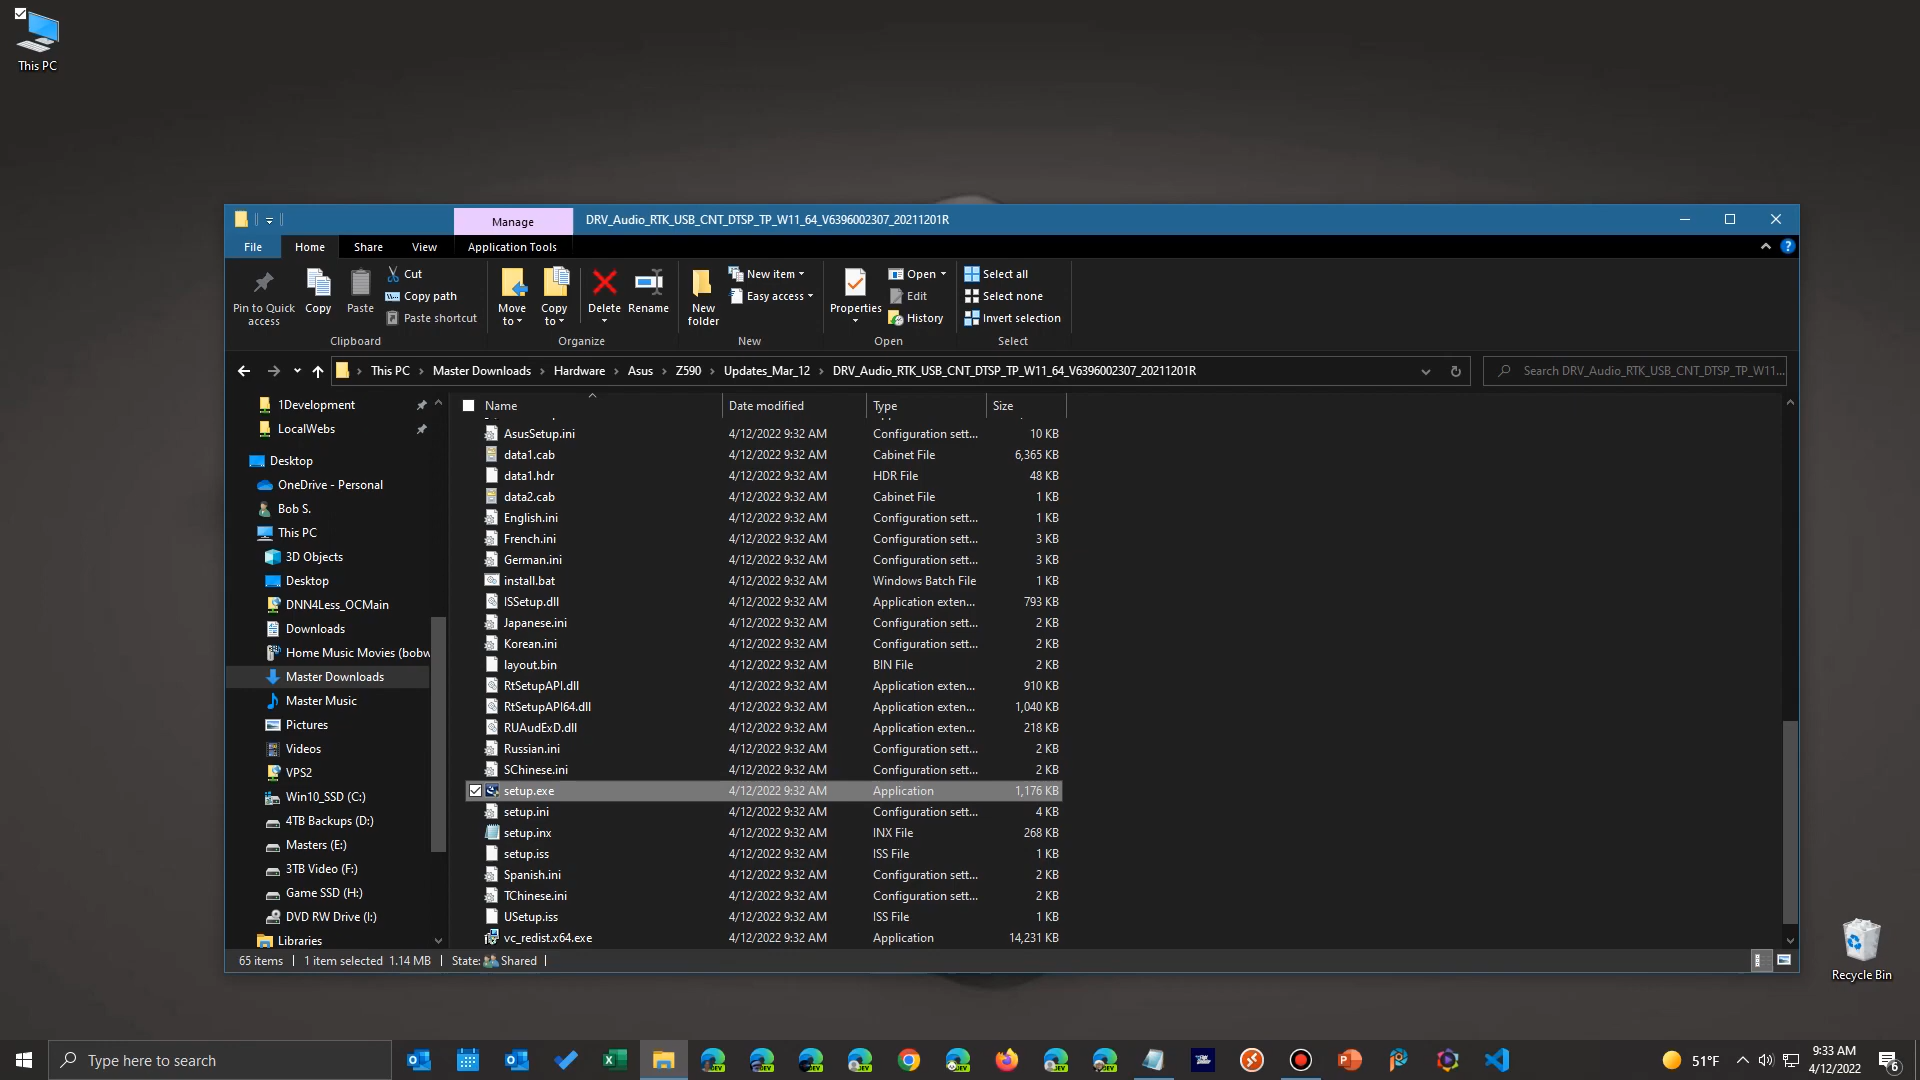 This PC
Manage
DRV_Audio_RTK_USB_CNT_DTSP_TP_W11_64_V6396002307_20211201R
File Home Share View Application Tools
Pin to Quick access
Copy
Paste
Cut
Copy path
Paste shortcut
Clipboard
Move to
Copy to
Delete
Rename
Organize
New folder
New item
Easy access
New
Properties
Open
Edit
History
Open
Select all
Select none
Invert selection
Select
This PC > Master Downloads > Hardware > Asus > Z590 > Updates_Mar_12 > DRV_Audio_RTK_USB_CNT_DTSP_TP_W11_64_V6396002307_20211201R
Search DRV_Audio_RTK_USB_CNT_DTSP_TP_W11...
1Development
LocalWebs
Desktop
OneDrive - Personal
Bob S.
This PC
3D Objects
Desktop
DNN4Less_OCMain
Downloads
Home Music Movies (bobw
Master Downloads
Master Music
Pictures
Videos
VPS2
Win10_SSD (C:)
4TB Backups (D:)
Masters (E:)
3TB Video (F:)
Game SSD (H:)
DVD RW Drive (I:)
Libraries
Name Date modified Type Size
AsusSetup.ini 4/12/2022 9:32 AM Configuration sett... 10 KB
data1.cab 4/12/2022 9:32 AM Cabinet File 6,365 KB
data1.hdr 4/12/2022 9:32 AM HDR File 48 KB
data2.cab 4/12/2022 9:32 AM Cabinet File 1 KB
English.ini 4/12/2022 9:32 AM Configuration sett... 1 KB
French.ini 4/12/2022 9:32 AM Configuration sett... 3 KB
German.ini 4/12/2022 9:32 AM Configuration sett... 3 KB
install.bat 4/12/2022 9:32 AM Windows Batch File 1 KB
ISSetup.dll 4/12/2022 9:32 AM Application exten... 793 KB
Japanese.ini 4/12/2022 9:32 AM Configuration sett... 2 KB
Korean.ini 4/12/2022 9:32 AM Configuration sett... 2 KB
layout.bin 4/12/2022 9:32 AM BIN File 2 KB
RtSetupAPI.dll 4/12/2022 9:32 AM Application exten... 910 KB
RtSetupAPI64.dll 4/12/2022 9:32 AM Application exten... 1,040 KB
RUAudExD.dll 4/12/2022 9:32 AM Application exten... 218 KB
Russian.ini 4/12/2022 9:32 AM Configuration sett... 2 KB
SChinese.ini 4/12/2022 9:32 AM Configuration sett... 2 KB
setup.exe 4/12/2022 9:32 AM Application 1,176 KB
setup.ini 4/12/2022 9:32 AM Configuration sett... 4 KB
setup.inx 4/12/2022 9:32 AM INX File 268 KB
setup.iss 4/12/2022 9:32 AM ISS File 1 KB
Spanish.ini 4/12/2022 9:32 AM Configuration sett... 2 KB
TChinese.ini 4/12/2022 9:32 AM Configuration sett... 2 KB
USetup.iss 4/12/2022 9:32 AM ISS File 1 KB
vc_redist.x64.exe 4/12/2022 9:32 AM Application 14,231 KB
65 items 1 item selected 1.14 MB State: Shared
Recycle Bin
Type here to search
51°F
9:33 AM
4/12/2022
6